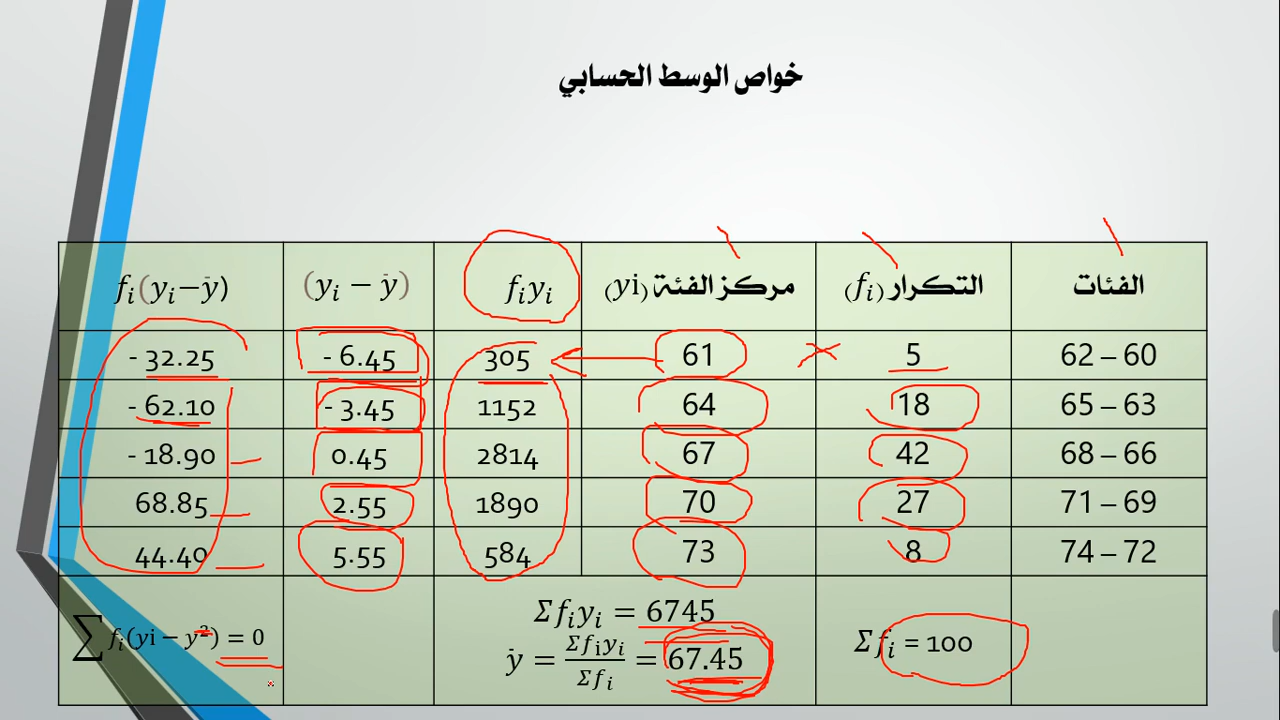 خواص الوسط الحسابي
الفئات التكرار (fi) مركز الفئة (yi) fiyi (yi − ẏ) fi(yi−ẏ)
60 – 62 5 61 305 - 6.45 - 32.25
63 – 65 18 64 1152 - 3.45 - 62.10
66 – 68 42 67 2814 0.45 - 18.90
69 – 71 27 70 1890 2.55 68.85
72 – 74 8 73 584 5.55 44.40
Σfi = 100
Σfiyi = 6745
ẏ = Σfiyi / Σfi = 67.45
∑ fi(yi − y²) = 0